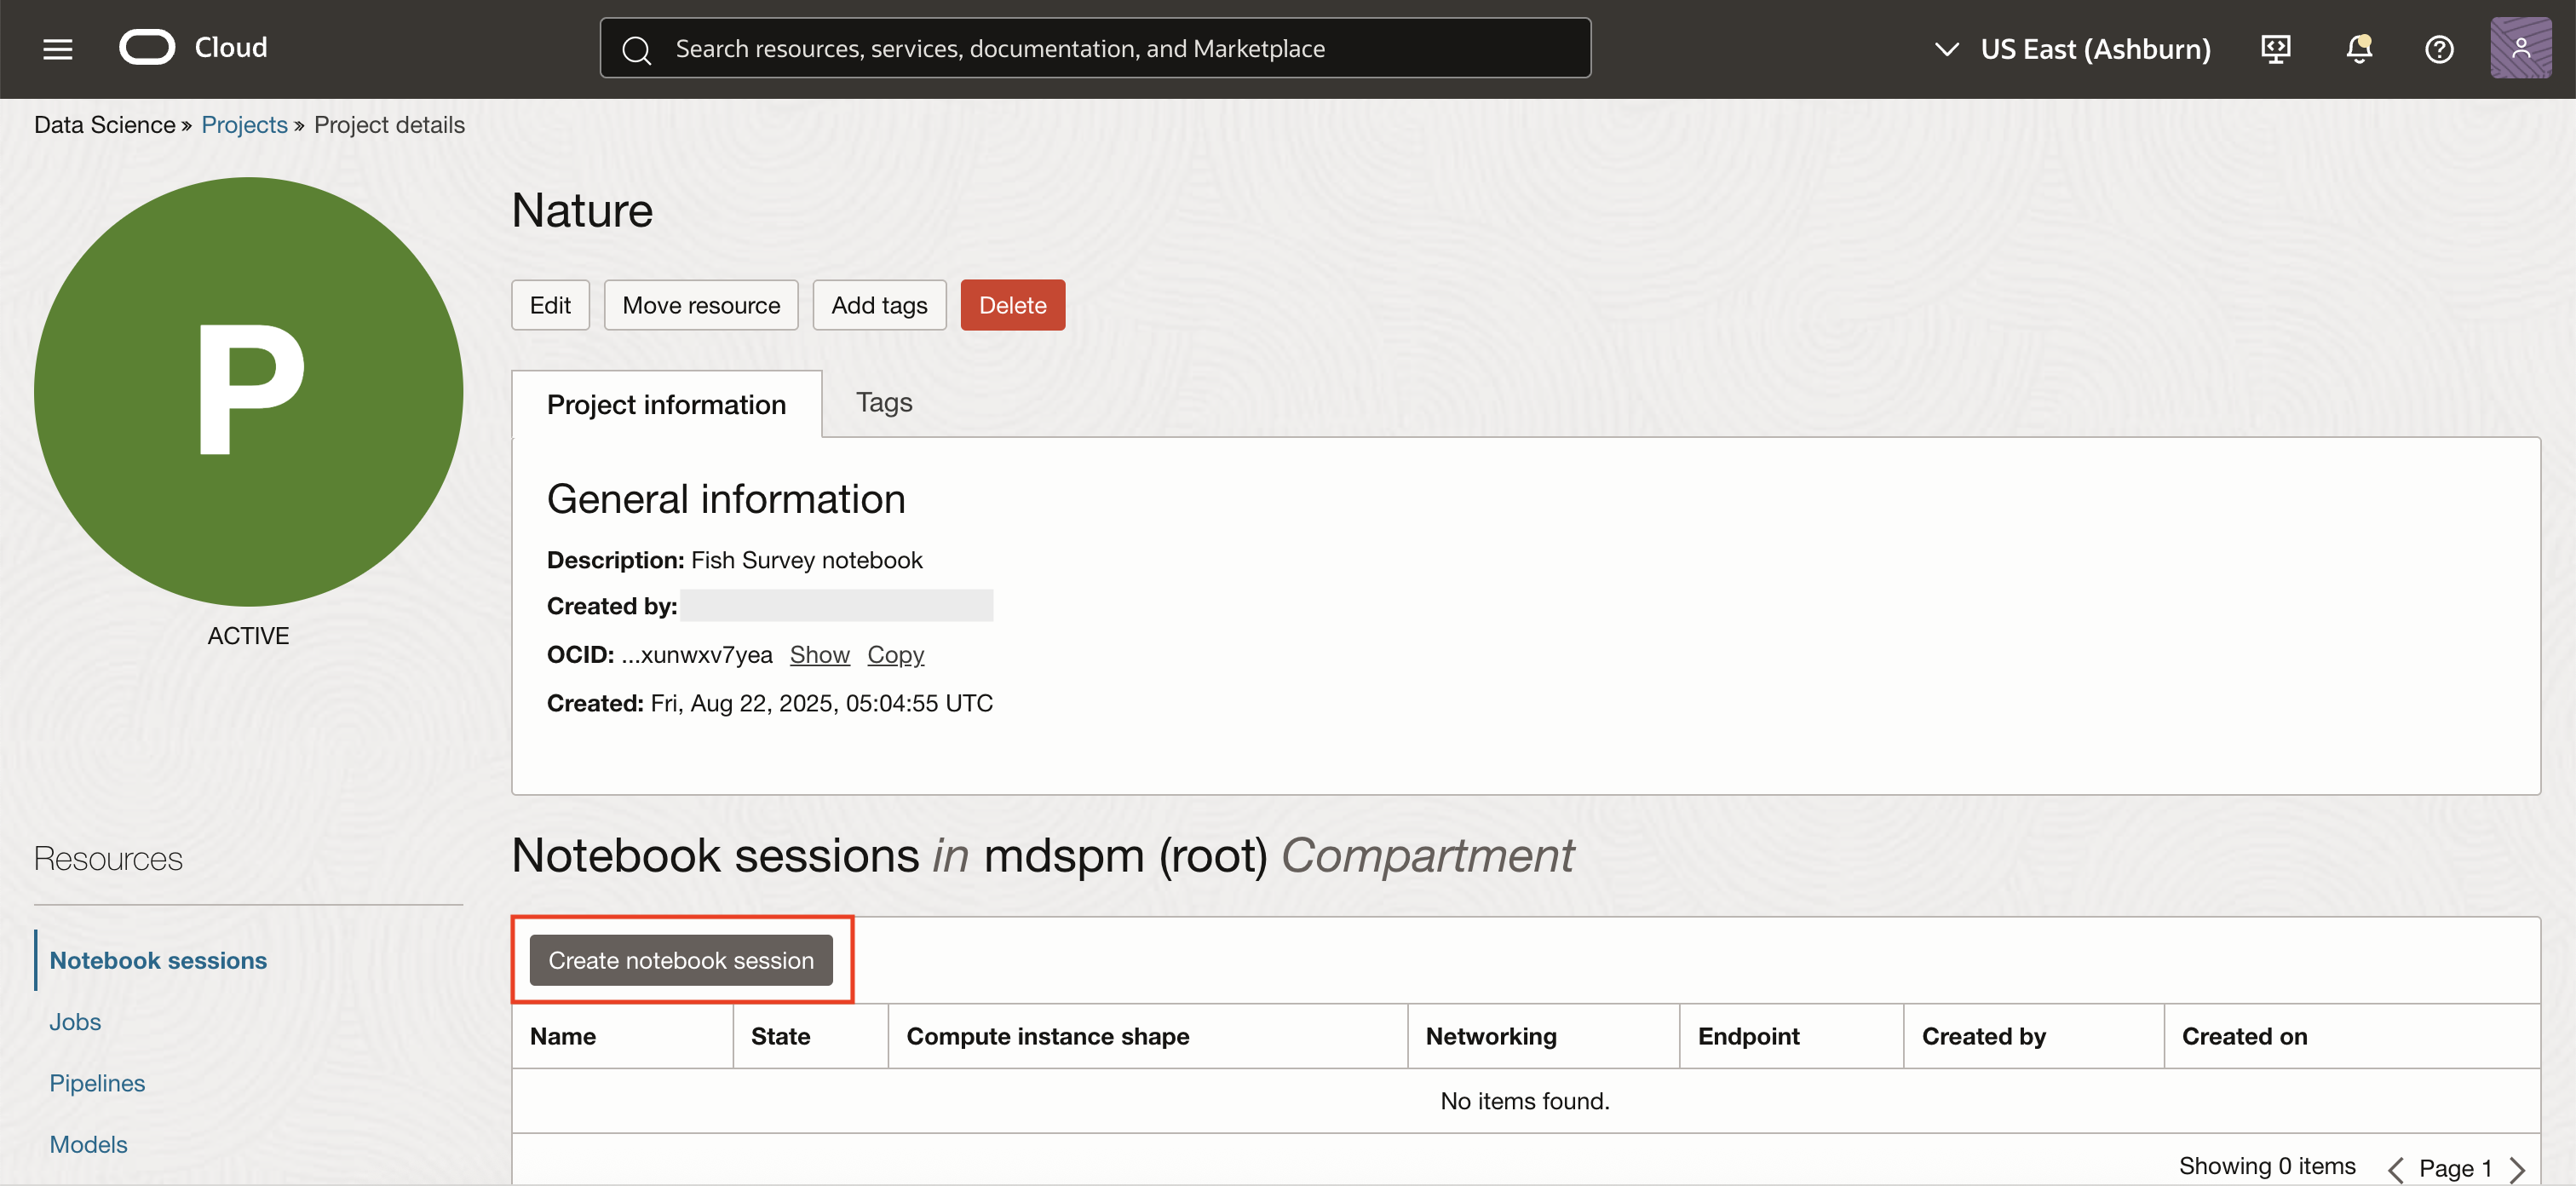 Cloud
Search resources, services, documentation, and Marketplace
US East (Ashburn)
Data Science » Projects » Project details
P
ACTIVE
Nature
Edit Move resource Add tags Delete
Project information Tags
General information
Description: Fish Survey notebook
Created by:
OCID: ...xunwxv7yea Show Copy
Created: Fri, Aug 22, 2025, 05:04:55 UTC
Resources
Notebook sessions
Jobs
Pipelines
Models
Notebook sessions in mdspm (root) Compartment
Create notebook session
Name State Compute instance shape Networking Endpoint Created by Created on
No items found.
Showing 0 items Page 1